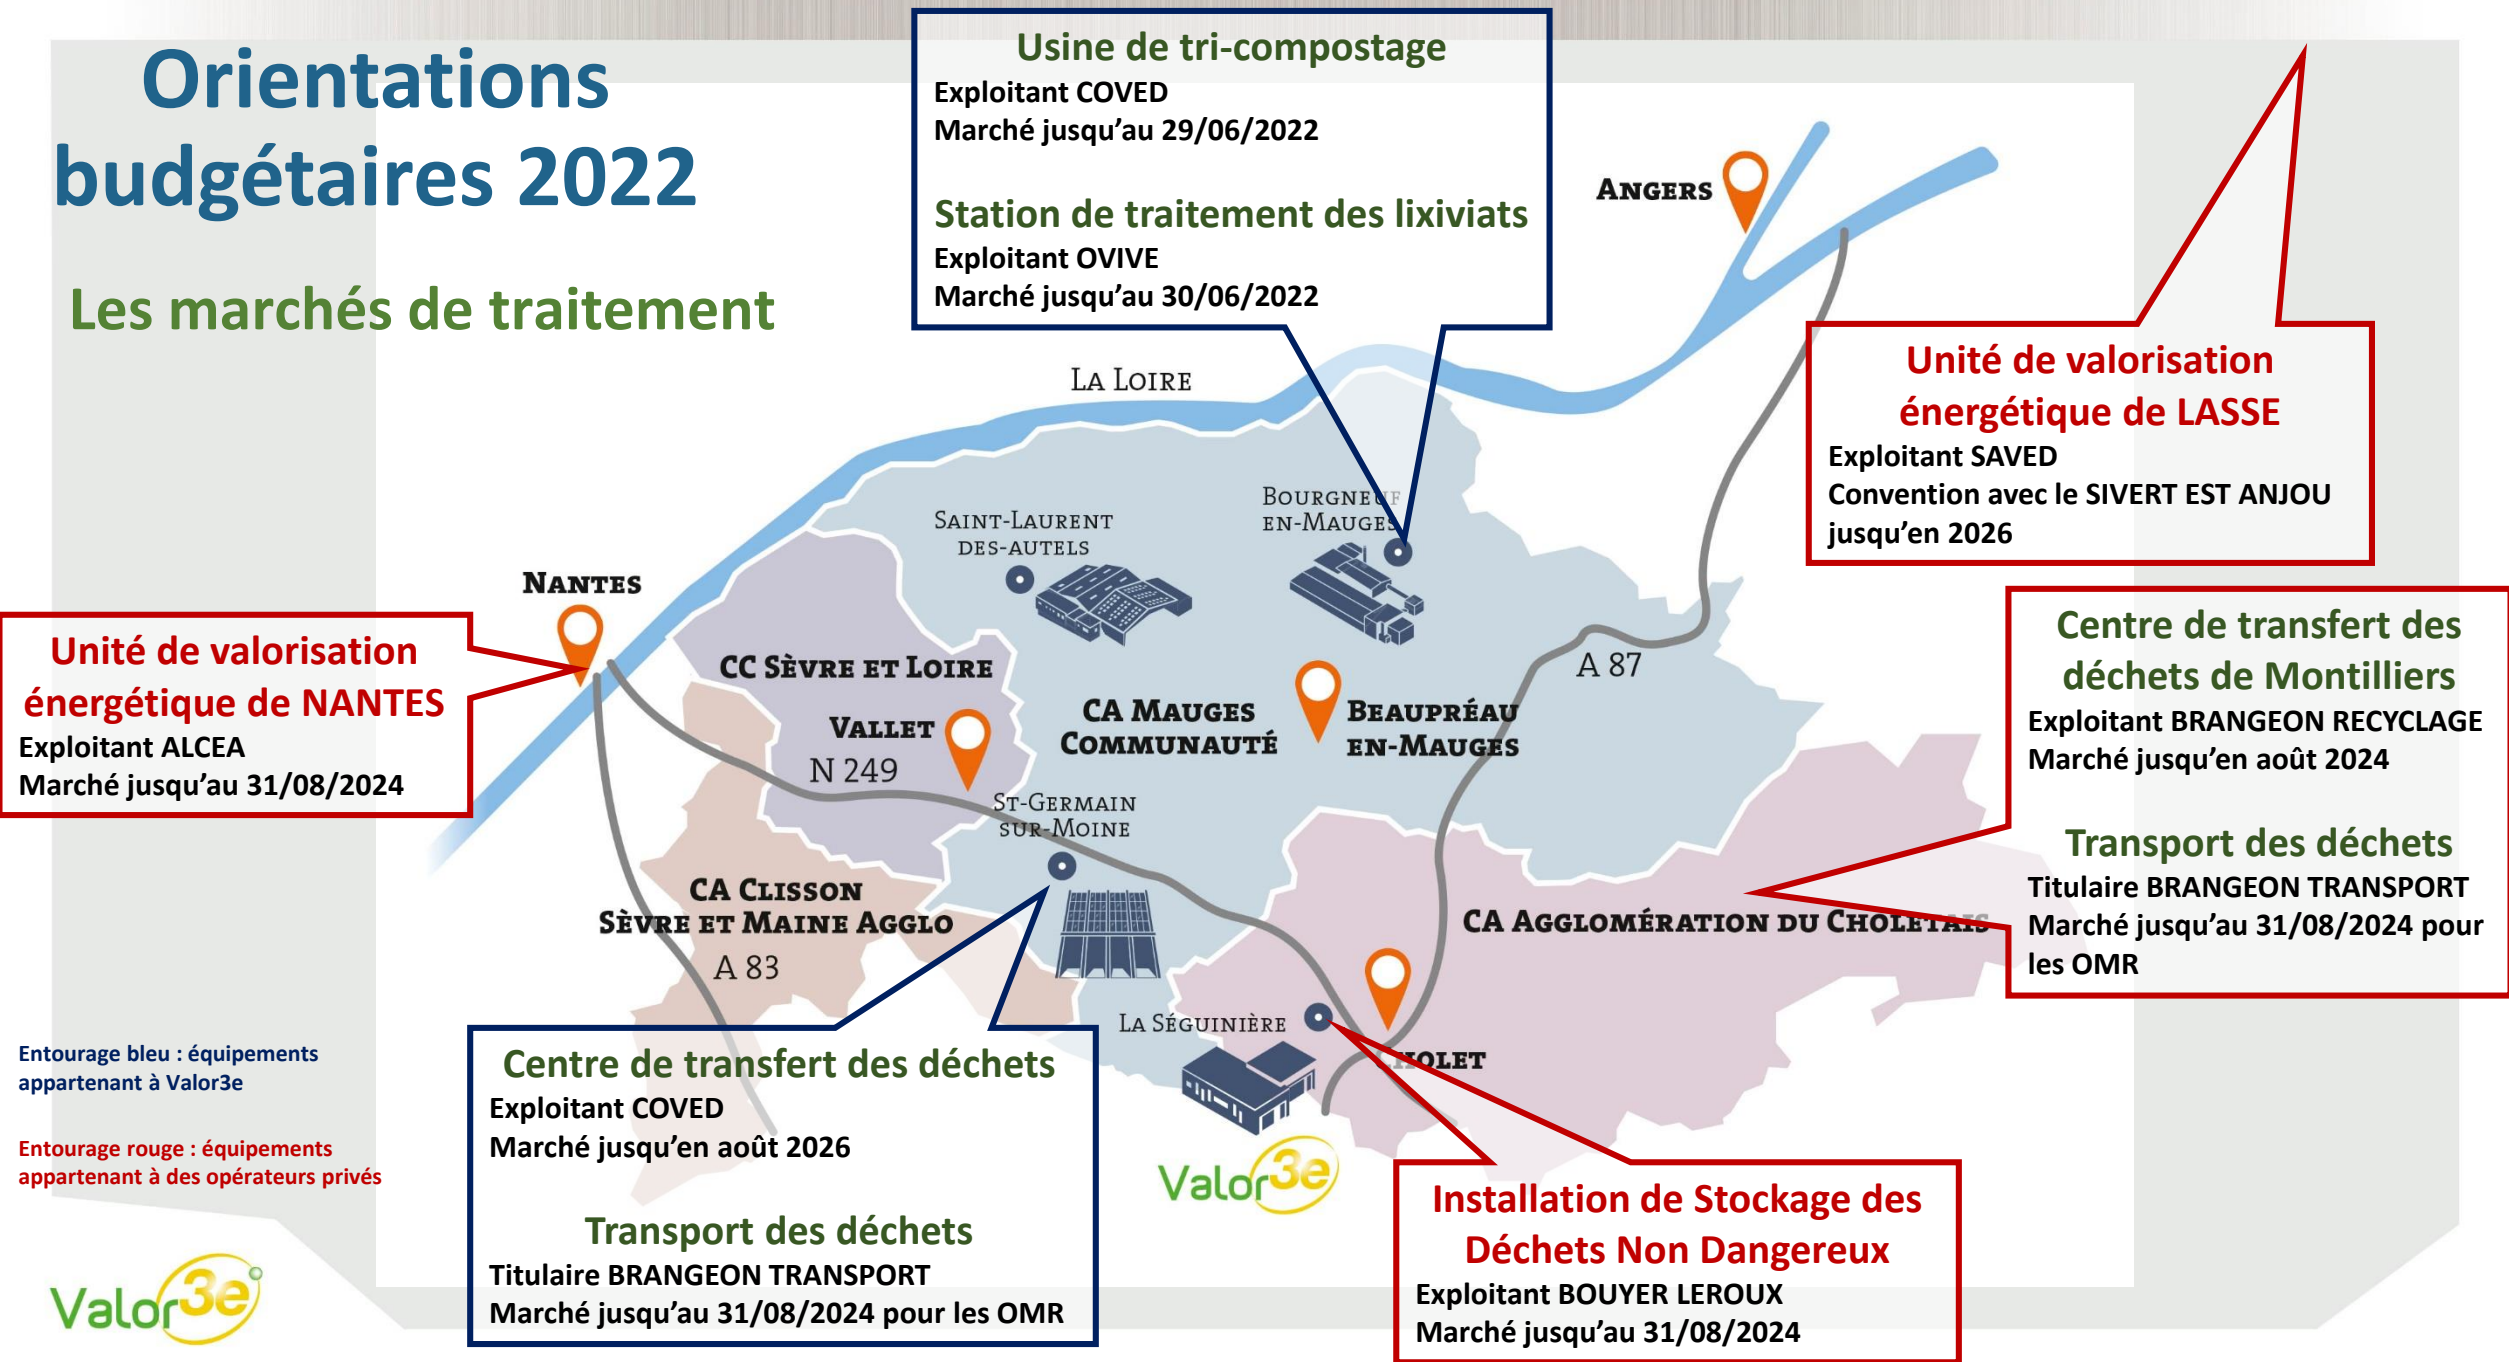 Orientations
budgétaires 2022
Les marchés de traitement
Usine de tri-compostage
Exploitant COVED
Marché jusqu’au 29/06/2022
Station de traitement des lixiviats
Exploitant OVIVE
Marché jusqu’au 30/06/2022
ANGERS
LA LOIRE
Unité de valorisation
énergétique de LASSE
Exploitant SAVED
Convention avec le SIVERT EST ANJOU
jusqu’en 2026
BOURGNEUF
EN-MAUGES
SAINT-LAURENT
DES-AUTELS
NANTES
Unité de valorisation
énergétique de NANTES
Exploitant ALCEA
Marché jusqu’au 31/08/2024
CC SÈVRE ET LOIRE
VALLET
N 249
CA MAUGES
COMMUNAUTÉ
BEAUPRÉAU
EN-MAUGES
A 87
Centre de transfert des
déchets de Montilliers
Exploitant BRANGEON RECYCLAGE
Marché jusqu’en août 2024
Transport des déchets
Titulaire BRANGEON TRANSPORT
Marché jusqu’au 31/08/2024 pour
les OMR
ST-GERMAIN
SUR-MOINE
CA CLISSON
SÈVRE ET MAINE AGGLO
A 83
CA AGGLOMÉRATION DU CHOLETAIS
LA SÉGUINIÈRE
CHOLET
Entourage bleu : équipements
appartenant à Valor3e
Entourage rouge : équipements
appartenant à des opérateurs privés
Centre de transfert des déchets
Exploitant COVED
Marché jusqu’en août 2026
Transport des déchets
Titulaire BRANGEON TRANSPORT
Marché jusqu’au 31/08/2024 pour les OMR
Valor3e
Installation de Stockage des
Déchets Non Dangereux
Exploitant BOUYER LEROUX
Marché jusqu’au 31/08/2024
Valor3e